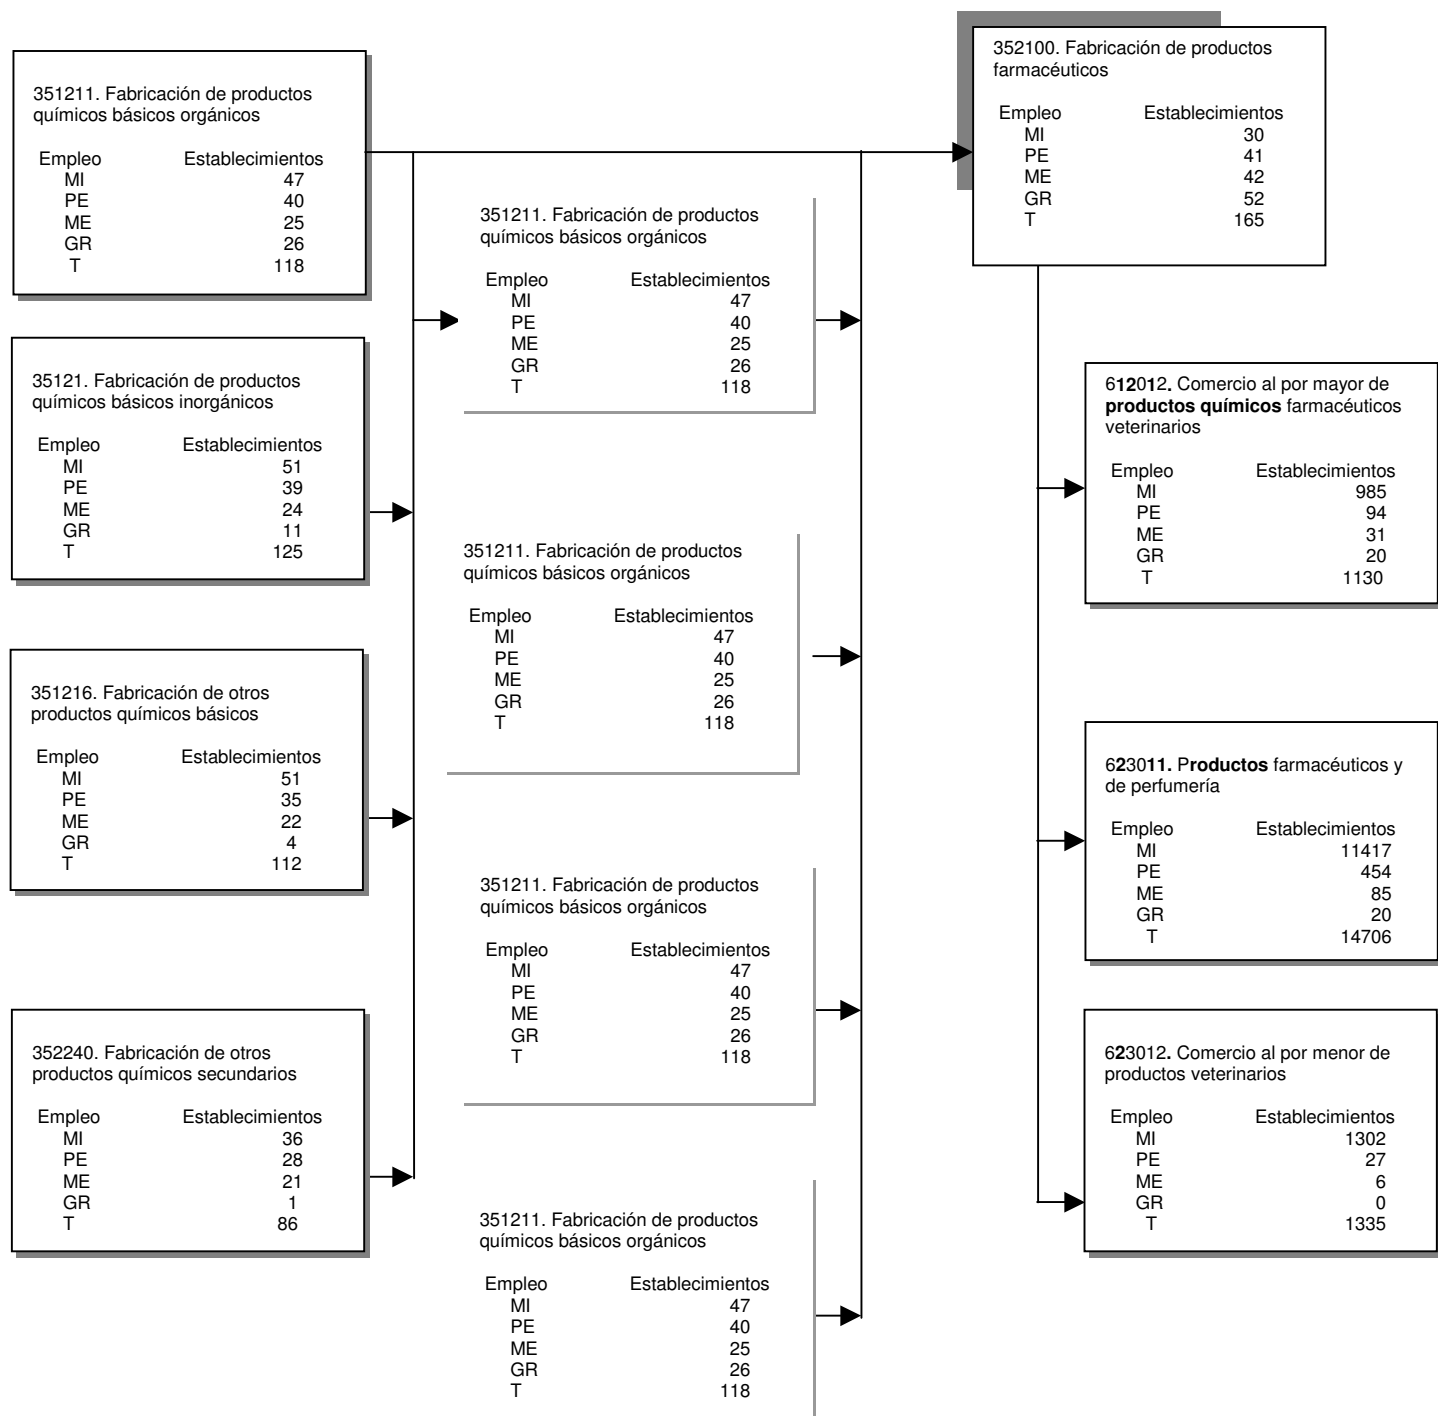 351211. Fabricación de productos
químicos básicos orgánicos
Empleo Establecimientos
MI 47
PE 40
ME 25
GR 26
T 118
35121. Fabricación de productos
químicos básicos inorgánicos
Empleo Establecimientos
MI 51
PE 39
ME 24
GR 11
T 125
351216. Fabricación de otros
productos químicos básicos
Empleo Establecimientos
MI 51
PE 35
ME 22
GR 4
T 112
352240. Fabricación de otros
productos químicos secundarios
Empleo Establecimientos
MI 36
PE 28
ME 21
GR 1
T 86
351211. Fabricación de productos
químicos básicos orgánicos
Empleo Establecimientos
MI 47
PE 40
ME 25
GR 26
T 118
351211. Fabricación de productos
químicos básicos orgánicos
Empleo Establecimientos
MI 47
PE 40
ME 25
GR 26
T 118
351211. Fabricación de productos
químicos básicos orgánicos
Empleo Establecimientos
MI 47
PE 40
ME 25
GR 26
T 118
351211. Fabricación de productos
químicos básicos orgánicos
Empleo Establecimientos
MI 47
PE 40
ME 25
GR 26
T 118
352100. Fabricación de productos
farmacéuticos
Empleo Establecimientos
MI 30
PE 41
ME 42
GR 52
T 165
612012. Comercio al por mayor de
productos químicos farmacéuticos
veterinarios
Empleo Establecimientos
MI 985
PE 94
ME 31
GR 20
T 1130
623011. Productos farmacéuticos y
de perfumería
Empleo Establecimientos
MI 11417
PE 454
ME 85
GR 20
T 14706
623012. Comercio al por menor de
productos veterinarios
Empleo Establecimientos
MI 1302
PE 27
ME 6
GR 0
T 1335